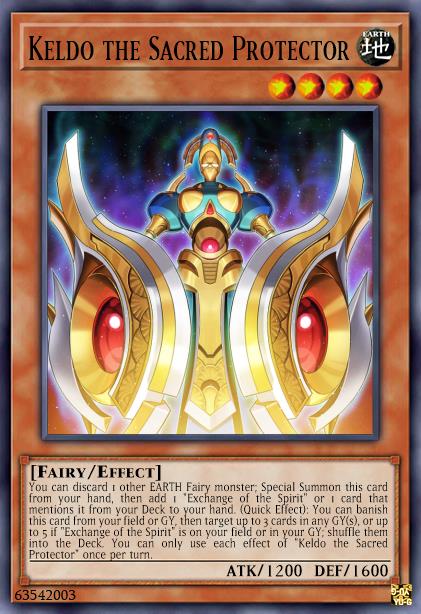 KELDO THE SACRED PROTECTOR
EARTH
地
[FAIRY/EFFECT]
You can discard 1 other EARTH Fairy monster; Special Summon this card
from your hand, then add 1 "Exchange of the Spirit" or 1 card that
mentions it from your Deck to your hand. (Quick Effect): You can banish
this card from your field or GY, then target up to 3 cards in any GY(s), or up
to 5 if "Exchange of the Spirit" is on your field or in your GY; shuffle them
into the Deck. You can only use each effect of "Keldo the Sacred
Protector" once per turn.
ATK/1200 DEF/1600
63542003